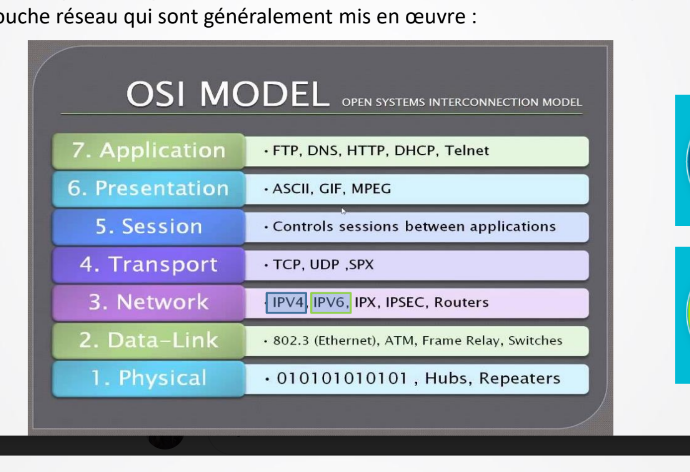 réseau qui sont généralement mis en œuvre :
OSI MODEL OPEN SYSTEMS INTERCONNECTION MODEL
7. Application · FTP, DNS, HTTP, DHCP, Telnet
6. Presentation · ASCII, GIF, MPEG
5. Session · Controls sessions between applications
4. Transport · TCP, UDP ,SPX
3. Network · IPV4, IPV6, IPX, IPSEC, Routers
2. Data-Link · 802.3 (Ethernet), ATM, Frame Relay, Switches
1. Physical · 010101010101 , Hubs, Repeaters